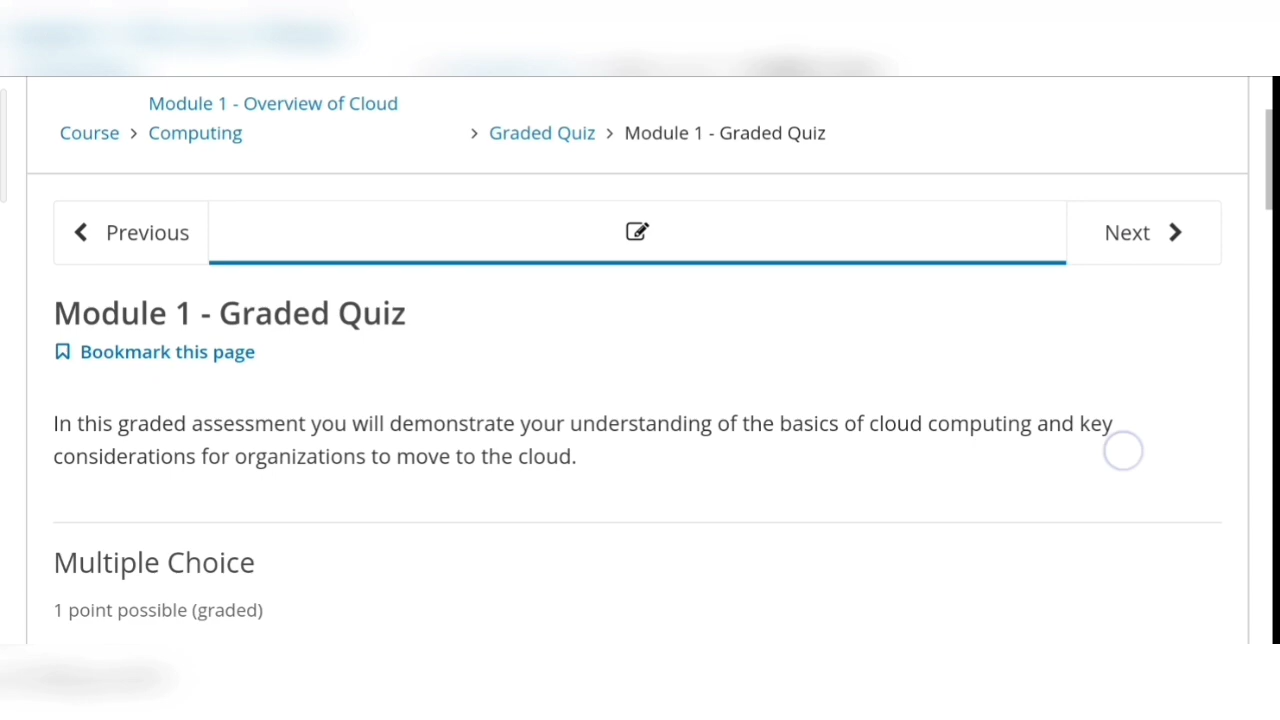 Module 1 - Overview of Cloud
Course > Computing > Graded Quiz > Module 1 - Graded Quiz
Previous
Next
Module 1 - Graded Quiz
Bookmark this page
In this graded assessment you will demonstrate your understanding of the basics of cloud computing and key
considerations for organizations to move to the cloud.
Multiple Choice
1 point possible (graded)